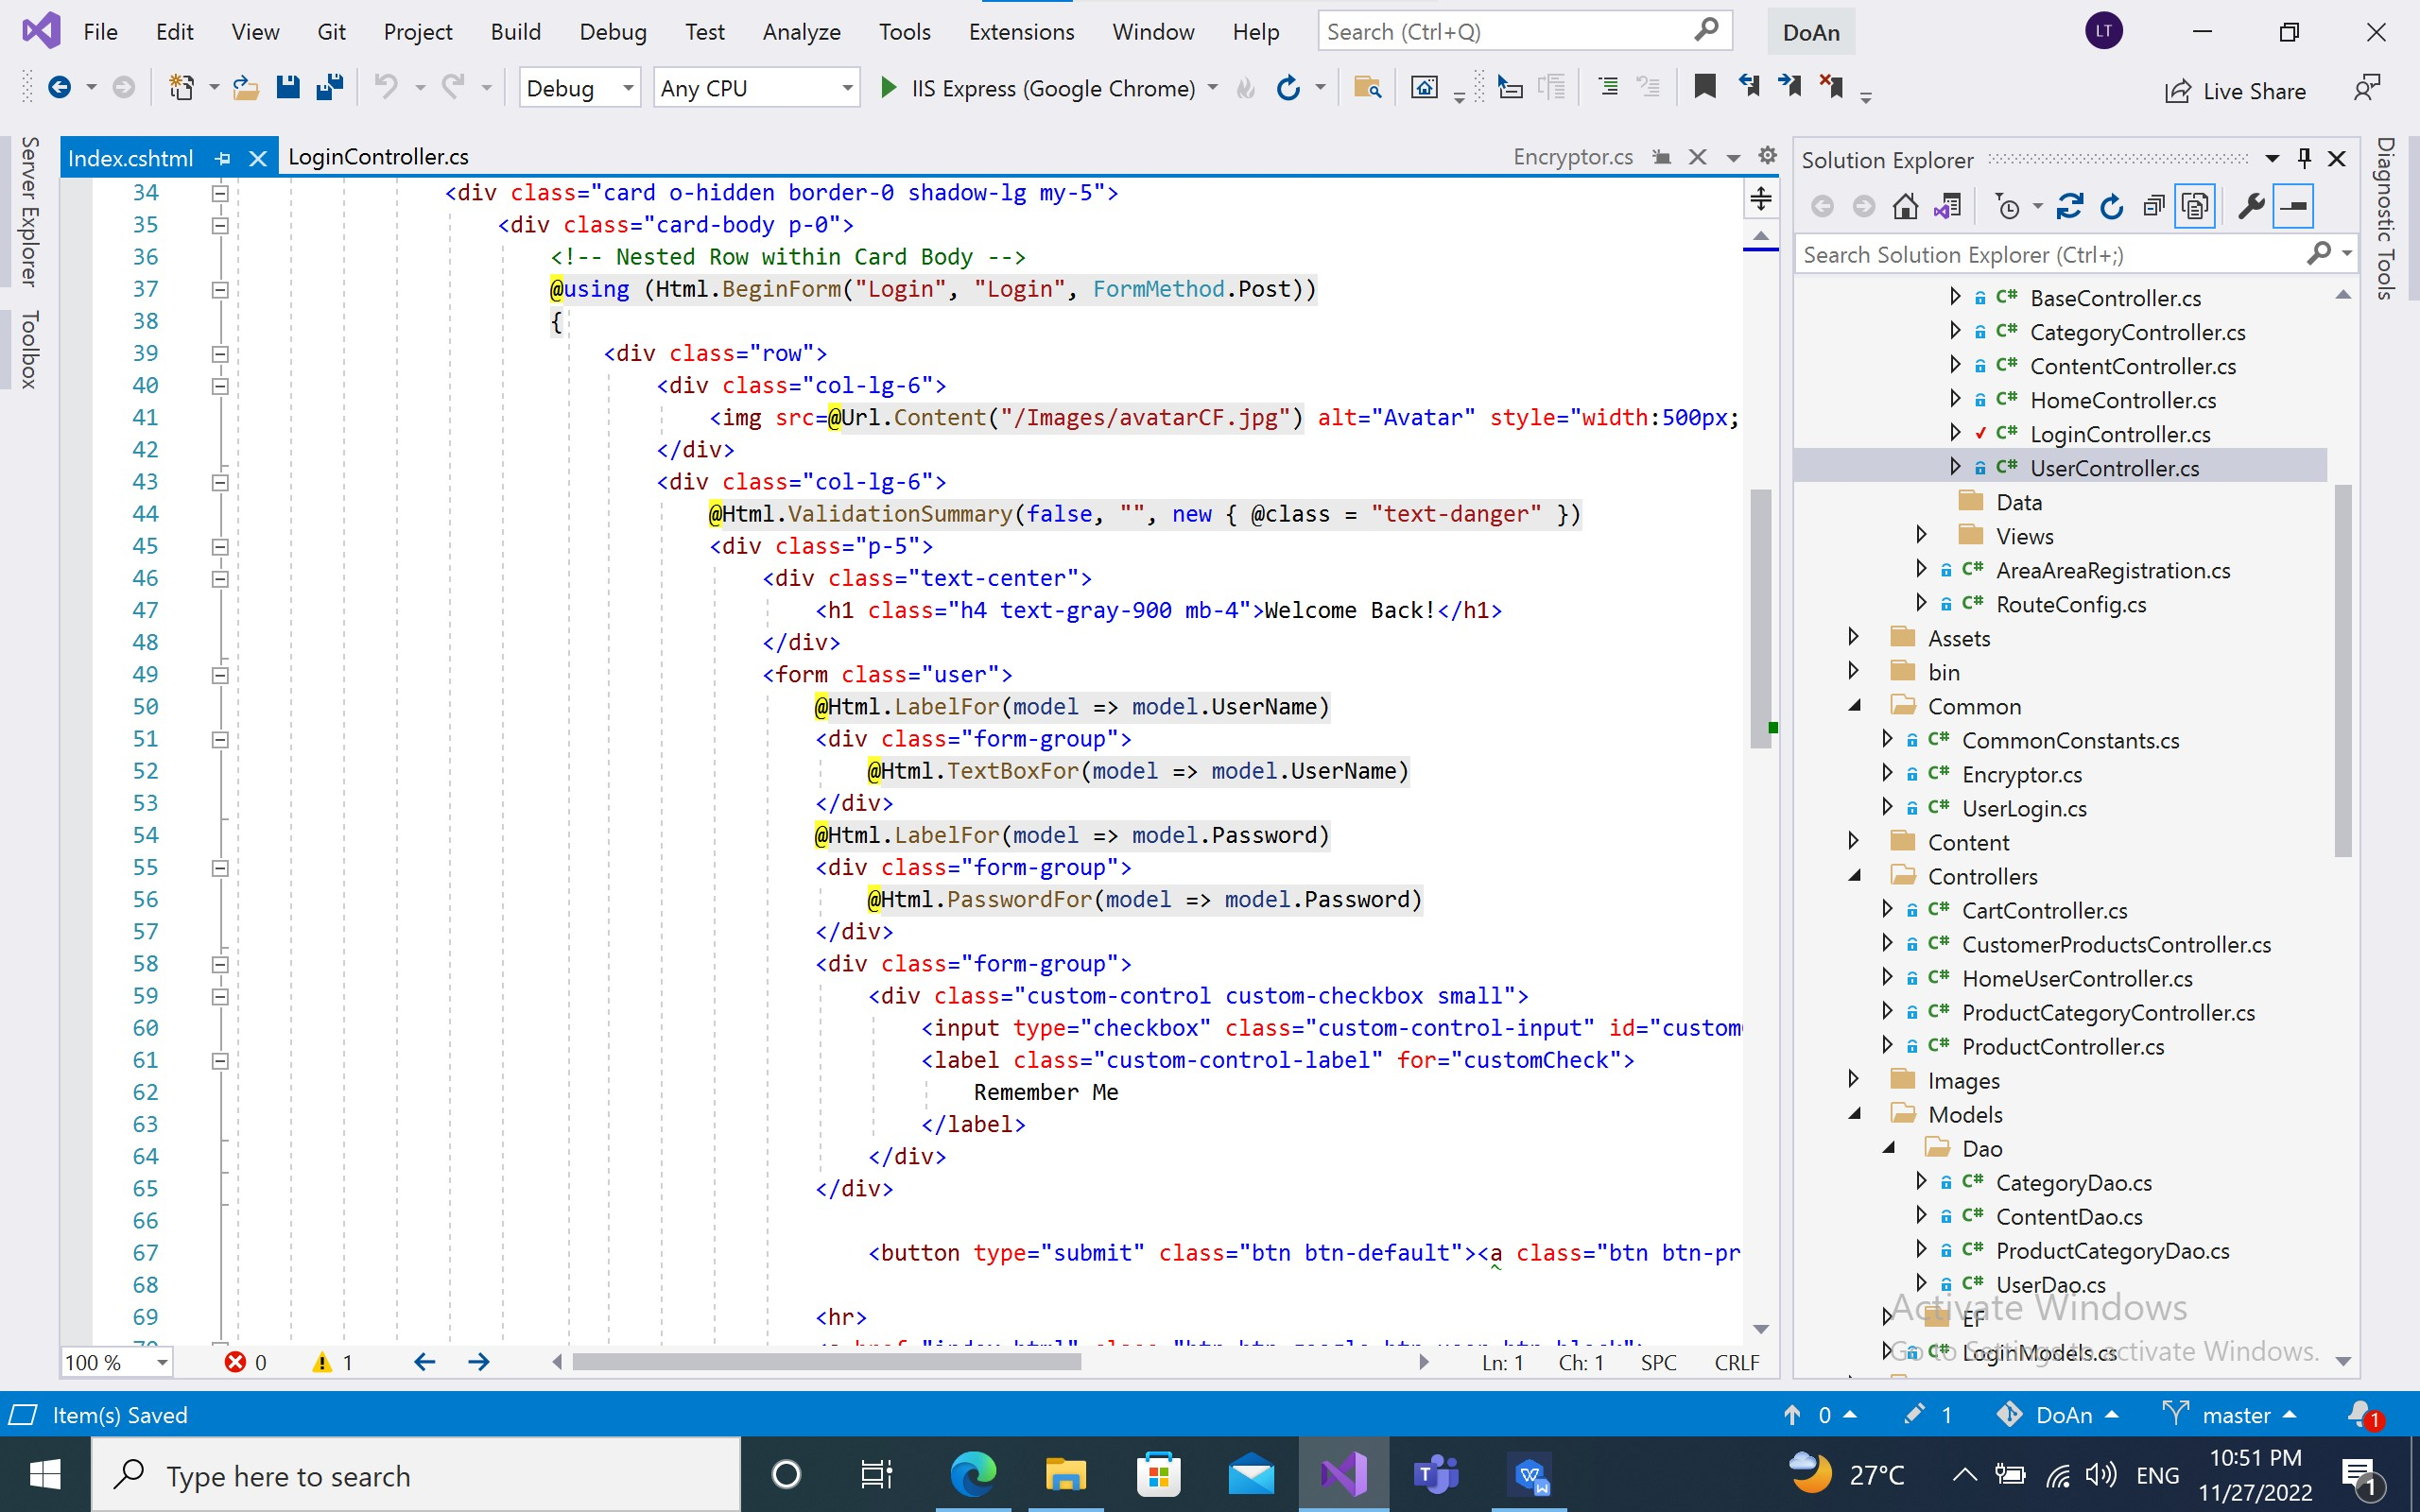 File Edit View Git Project Build Debug Test Analyze Tools Extensions Window Help Search (Ctrl+Q) DoAn LT
Debug Any CPU IIS Express (Google Chrome) Live Share
Server Explorer
Toolbox
Index.cshtml LoginController.cs Encryptor.cs
34 <div class="card o-hidden border-0 shadow-lg my-5">
35 <div class="card-body p-0">
36 <!-- Nested Row within Card Body -->
37 @using (Html.BeginForm("Login", "Login", FormMethod.Post))
38 {
39 <div class="row">
40 <div class="col-lg-6">
41 <img src=@Url.Content("/Images/avatarCF.jpg") alt="Avatar" style="width:500px;
42 </div>
43 <div class="col-lg-6">
44 @Html.ValidationSummary(false, "", new { @class = "text-danger" })
45 <div class="p-5">
46 <div class="text-center">
47 <h1 class="h4 text-gray-900 mb-4">Welcome Back!</h1>
48 </div>
49 <form class="user">
50 @Html.LabelFor(model => model.UserName)
51 <div class="form-group">
52 @Html.TextBoxFor(model => model.UserName)
53 </div>
54 @Html.LabelFor(model => model.Password)
55 <div class="form-group">
56 @Html.PasswordFor(model => model.Password)
57 </div>
58 <div class="form-group">
59 <div class="custom-control custom-checkbox small">
60 <input type="checkbox" class="custom-control-input" id="custom
61 <label class="custom-control-label" for="customCheck">
62 Remember Me
63 </label>
64 </div>
65 </div>
66
67 <button type="submit" class="btn btn-default"><a class="btn btn-pr
68
69 <hr>
100 % 0 1 Ln: 1 Ch: 1 SPC CRLF
Solution Explorer
Search Solution Explorer (Ctrl+;)
C# BaseController.cs
C# CategoryController.cs
C# ContentController.cs
C# HomeController.cs
C# LoginController.cs
C# UserController.cs
Data
Views
C# AreaAreaRegistration.cs
C# RouteConfig.cs
Assets
bin
Common
C# CommonConstants.cs
C# Encryptor.cs
C# UserLogin.cs
Content
Controllers
C# CartController.cs
C# CustomerProductsController.cs
C# HomeUserController.cs
C# ProductCategoryController.cs
C# ProductController.cs
Images
Models
Dao
C# CategoryDao.cs
C# ContentDao.cs
C# ProductCategoryDao.cs
C# UserDao.cs
EF
C# LoginModels.cs
Activate Windows
Go to Settings to activate Windows.
Diagnostic Tools
Item(s) Saved 0 1 DoAn master 1
Type here to search 27°C ENG 10:51 PM
11/27/2022 1